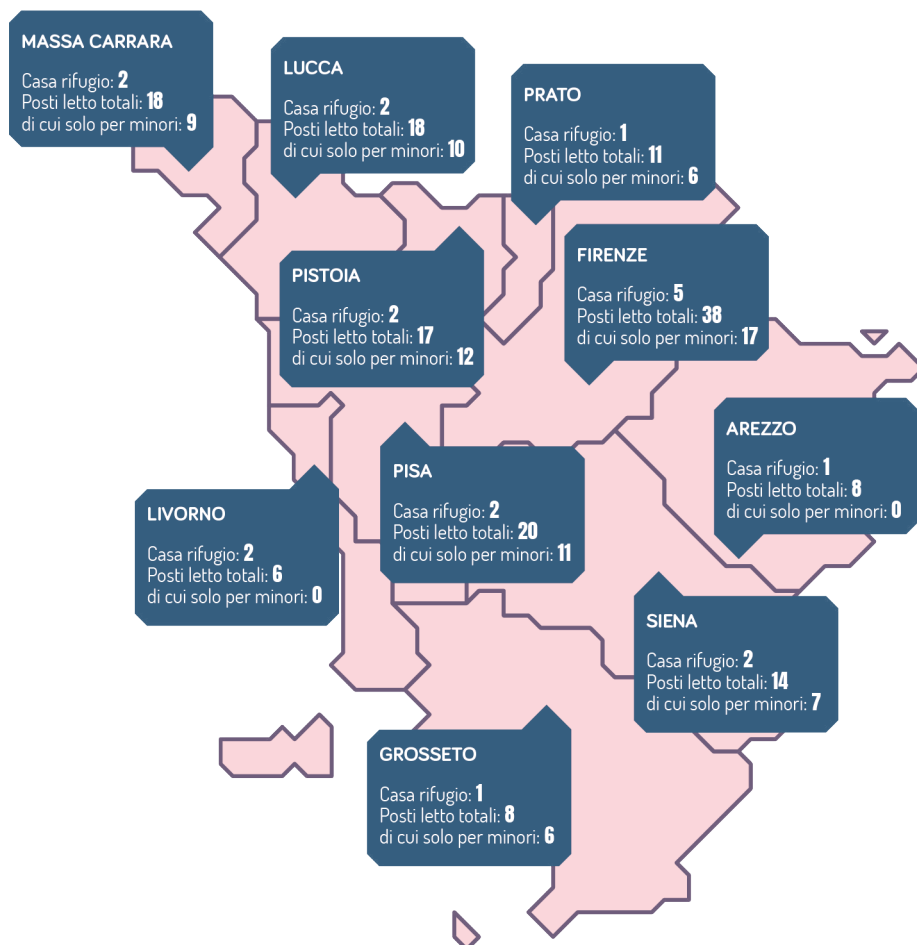 MASSA CARRARA
Casa rifugio: 2
Posti letto totali: 18
di cui solo per minori: 9
LUCCA
Casa rifugio: 2
Posti letto totali: 18
di cui solo per minori: 10
PRATO
Casa rifugio: 1
Posti letto totali: 11
di cui solo per minori: 6
PISTOIA
Casa rifugio: 2
Posti letto totali: 17
di cui solo per minori: 12
FIRENZE
Casa rifugio: 5
Posti letto totali: 38
di cui solo per minori: 17
AREZZO
Casa rifugio: 1
Posti letto totali: 8
di cui solo per minori: 0
PISA
Casa rifugio: 2
Posti letto totali: 20
di cui solo per minori: 11
LIVORNO
Casa rifugio: 2
Posti letto totali: 6
di cui solo per minori: 0
SIENA
Casa rifugio: 2
Posti letto totali: 14
di cui solo per minori: 7
GROSSETO
Casa rifugio: 1
Posti letto totali: 8
di cui solo per minori: 6